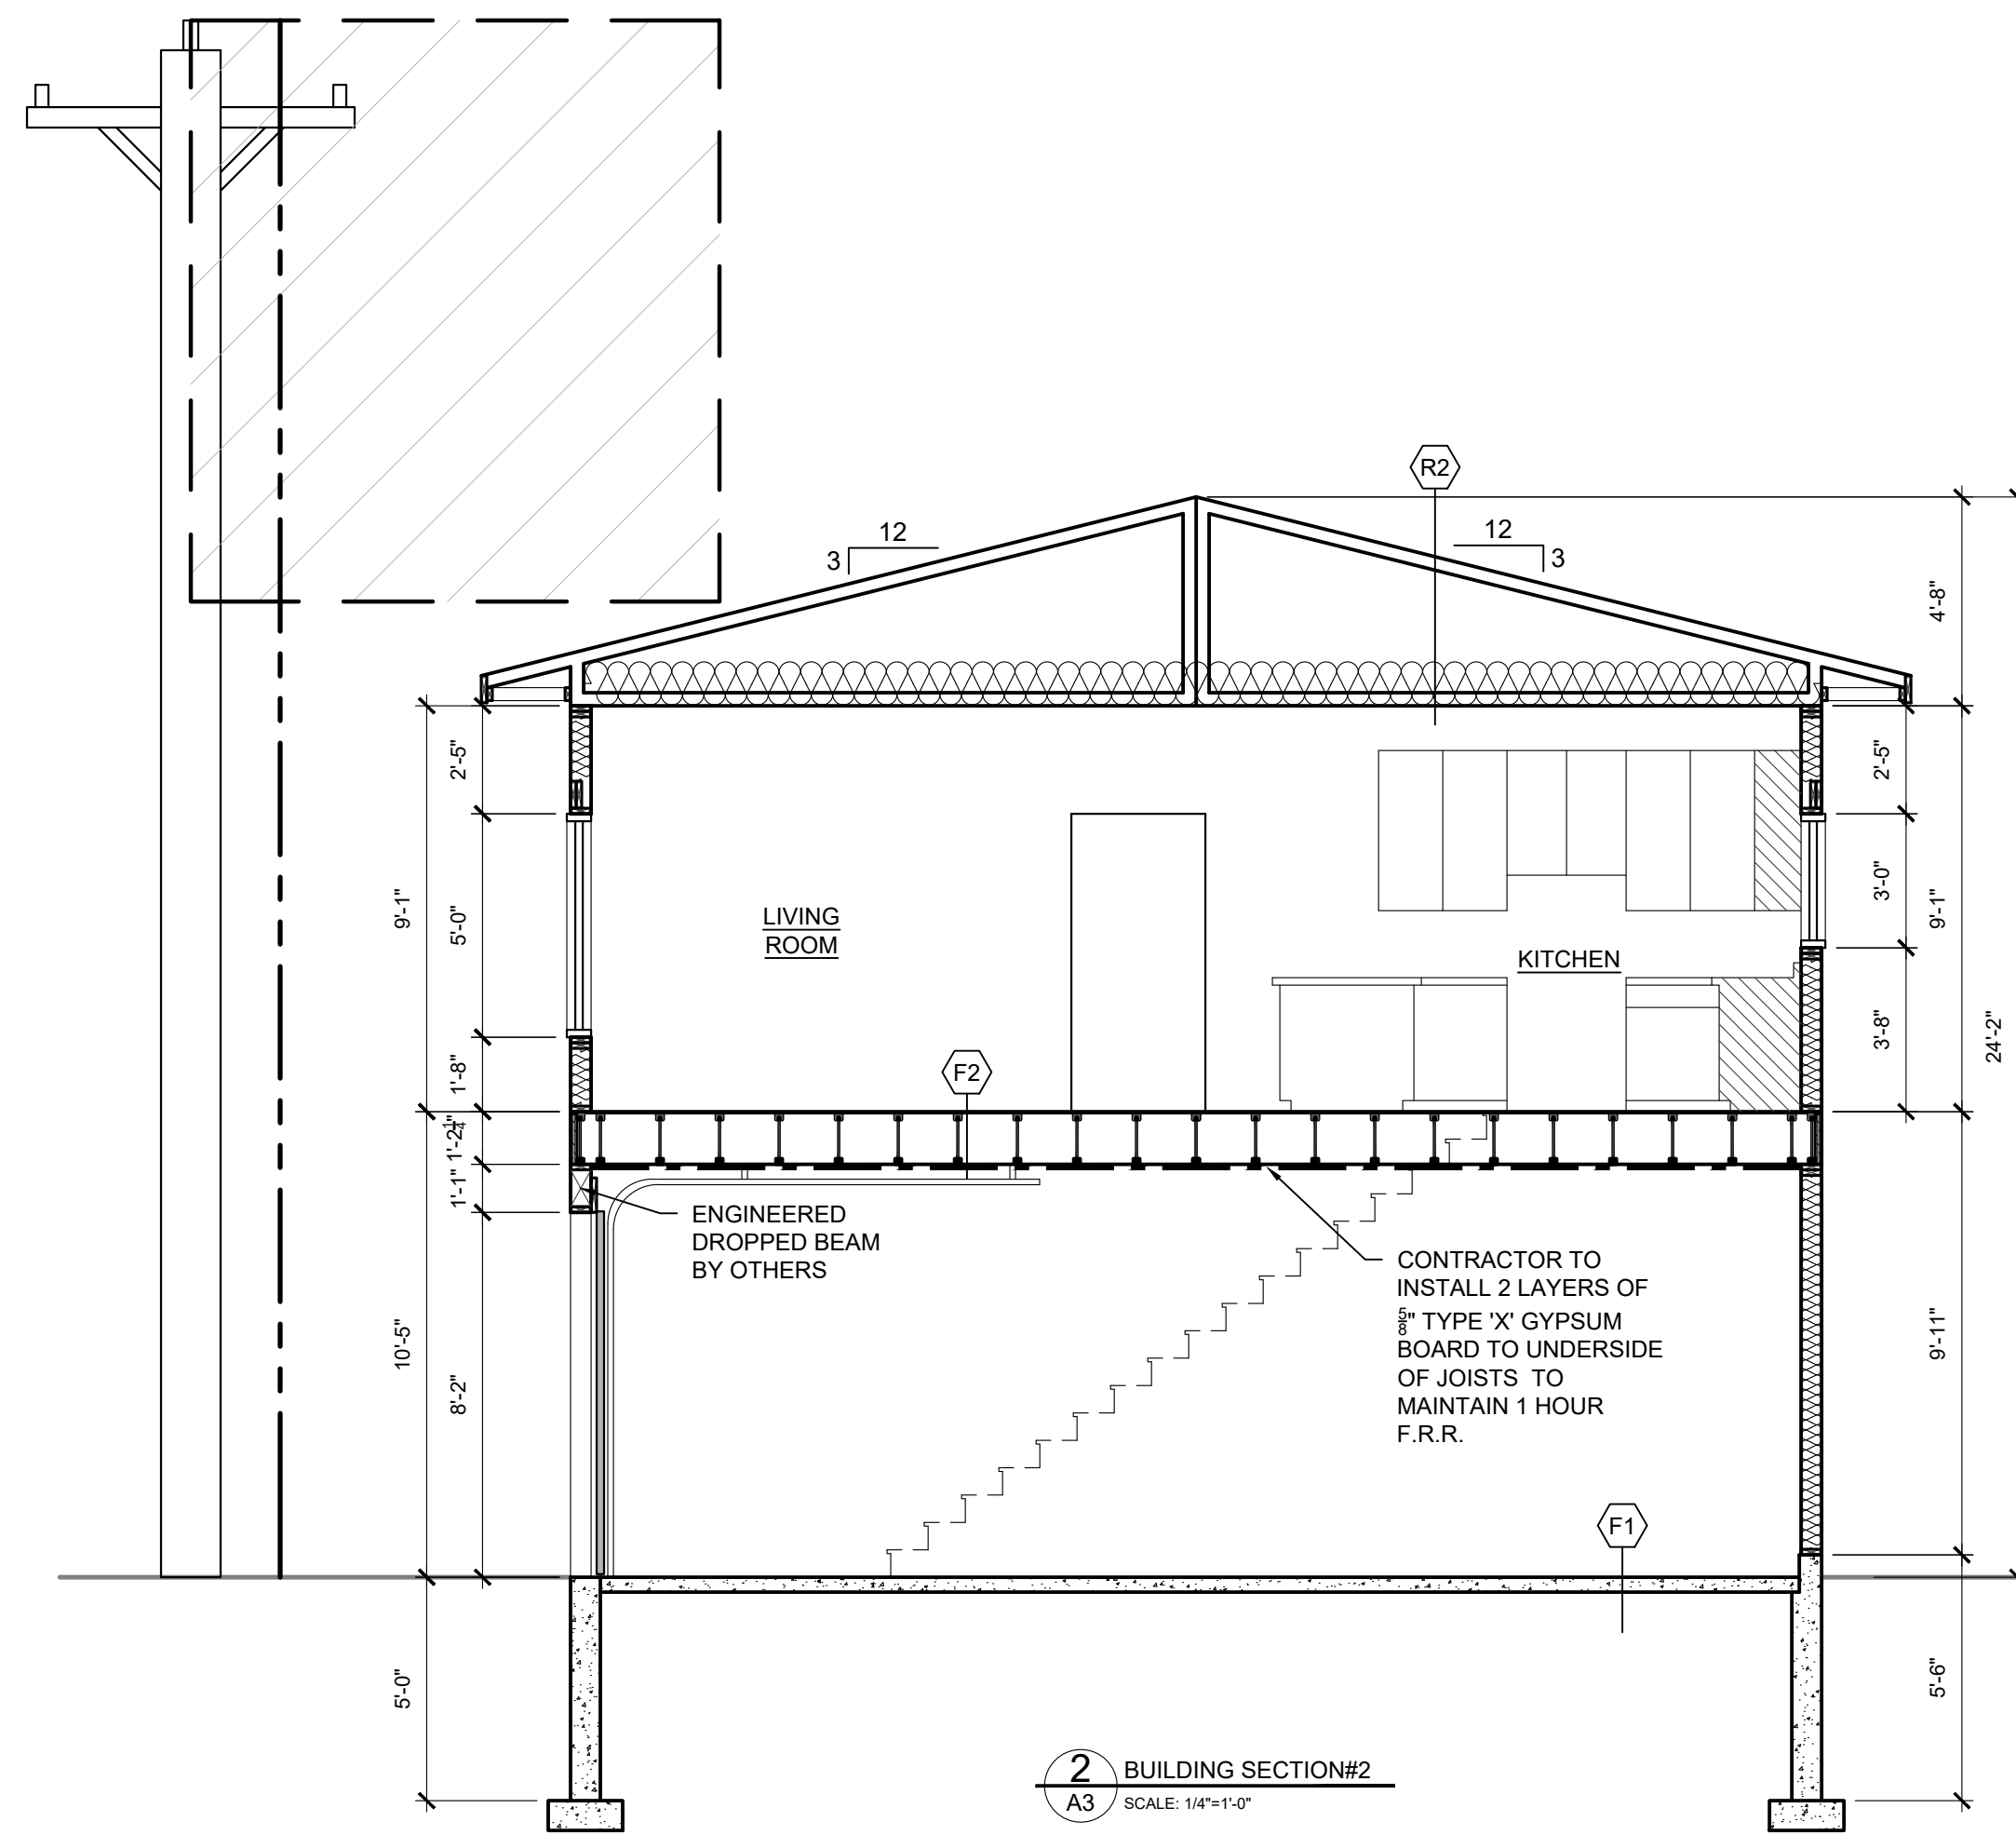 R2
12
3
12
3
4'-8"
2'-5"
2'-5"
9'-1"
5'-0"
3'-0"
9'-1"
LIVING
ROOM
KITCHEN
3'-8"
24'-2"
1'-8"
F2
1'-2 1/4"
1'-1"
ENGINEERED
DROPPED BEAM
BY OTHERS
CONTRACTOR TO
INSTALL 2 LAYERS OF
5/8" TYPE 'X' GYPSUM
BOARD TO UNDERSIDE
OF JOISTS TO
MAINTAIN 1 HOUR
F.R.R.
10'-5"
8'-2"
9'-11"
F1
5'-0"
5'-6"
2
A3
BUILDING SECTION#2
SCALE: 1/4"=1'-0"